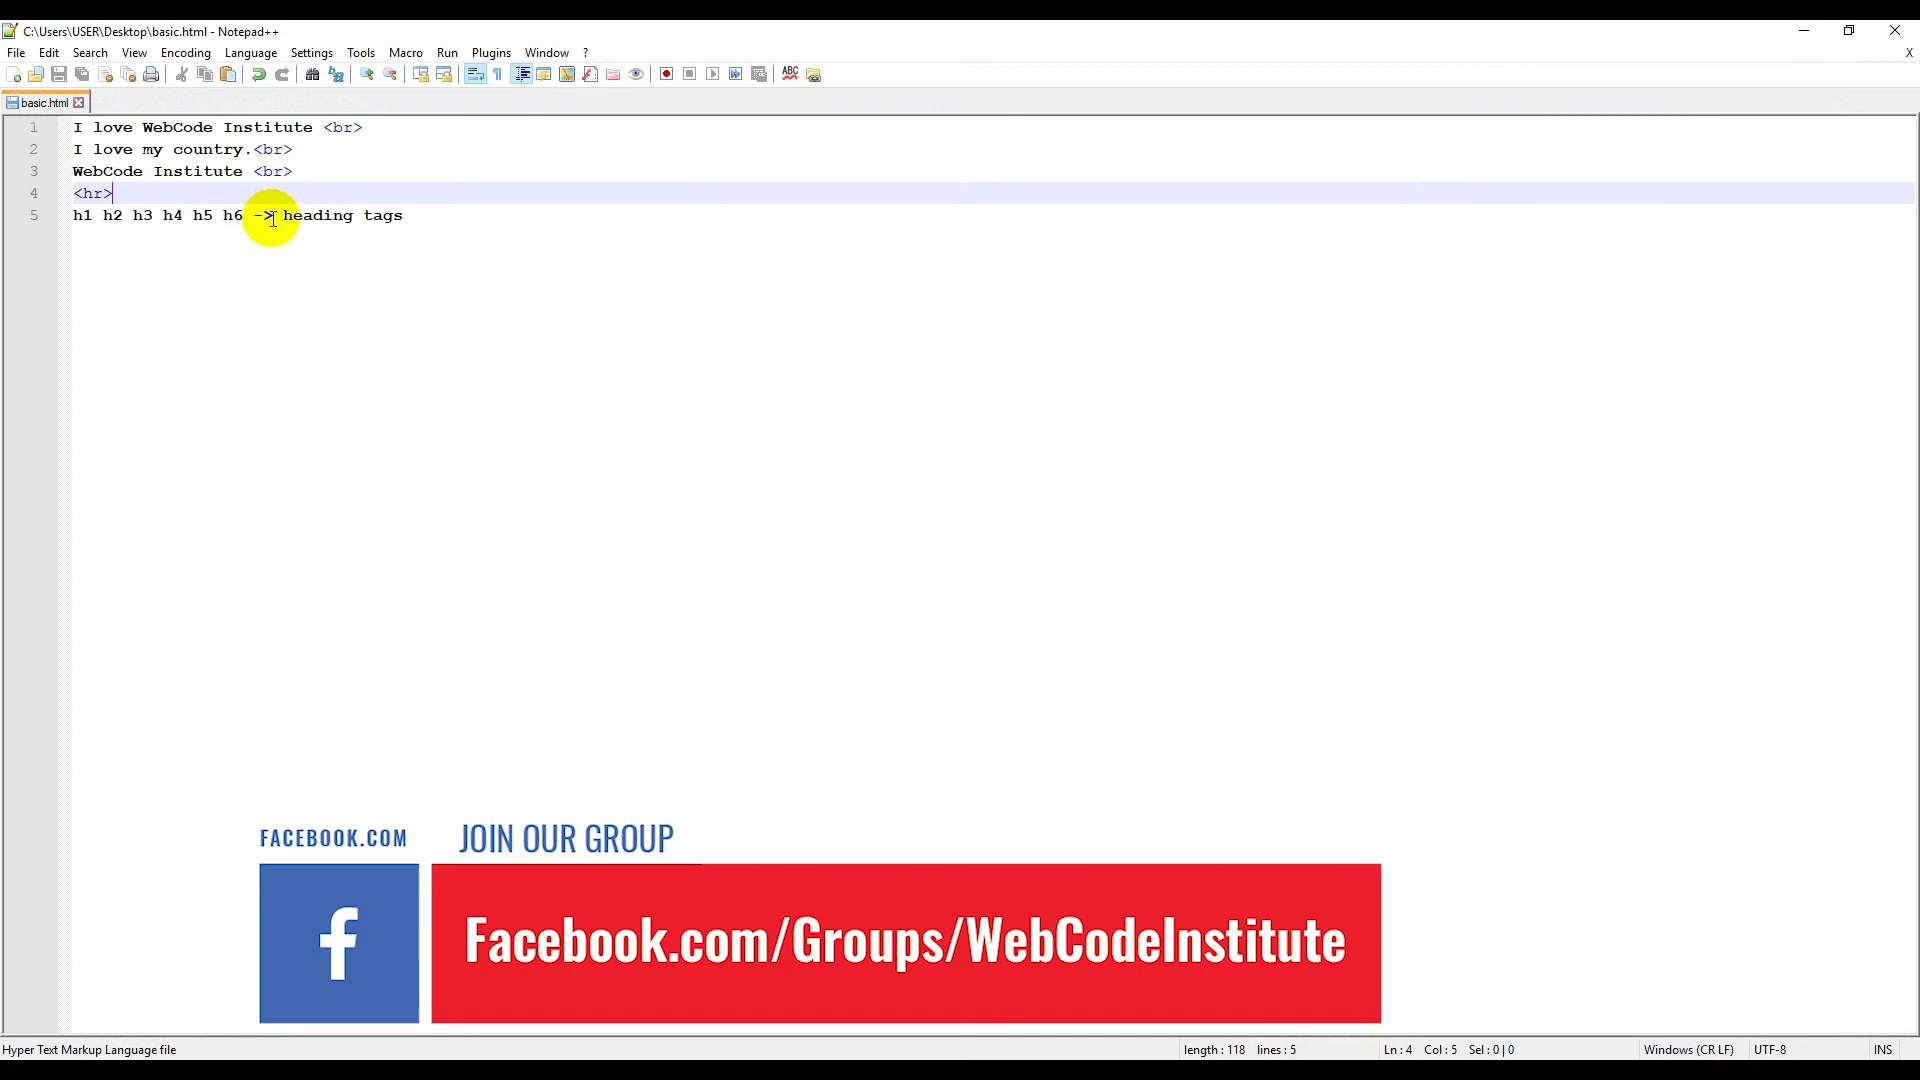 C:\Users\USER\Desktop\basic.html - Notepad++
File Edit Search View Encoding Language Settings Tools Macro Run Plugins Window ? X
basic.html
1 I love WebCode Institute <br>
2 I love my country.<br>
3 WebCode Institute <br>
4 <hr>
5 h1 h2 h3 h4 h5 h6 -> heading tags
FACEBOOK.COM JOIN OUR GROUP
Facebook.com/Groups/WebCodeInstitute
Hyper Text Markup Language file length : 118 lines : 5 Ln : 4 Col : 5 Sel : 0 | 0 Windows (CR LF) UTF-8 INS